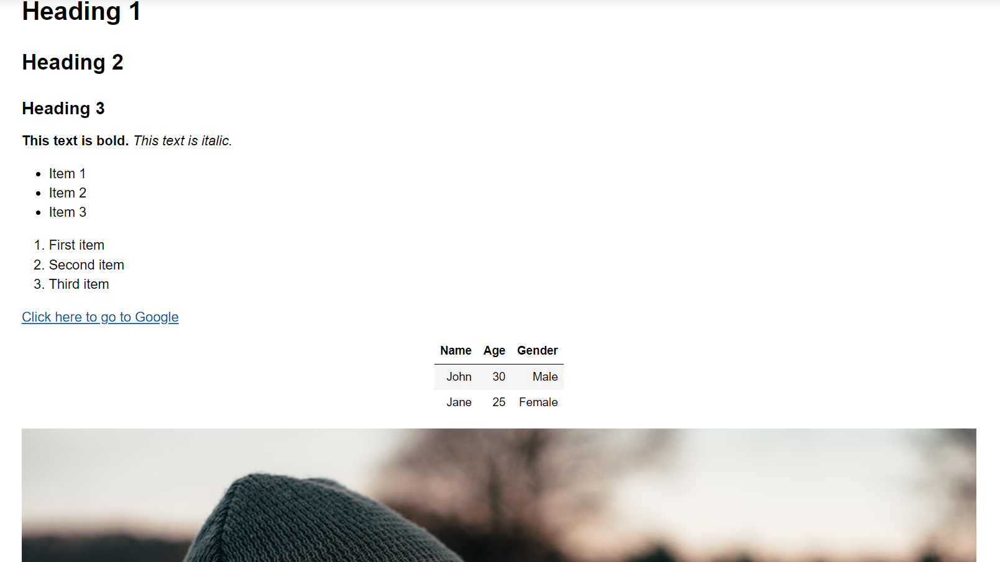 Heading 1
Heading 2
Heading 3
This text is bold. This text is italic.
• Item 1
• Item 2
• Item 3
1. First item
2. Second item
3. Third item
Click here to go to Google
Name Age Gender
John 30 Male
Jane 25 Female